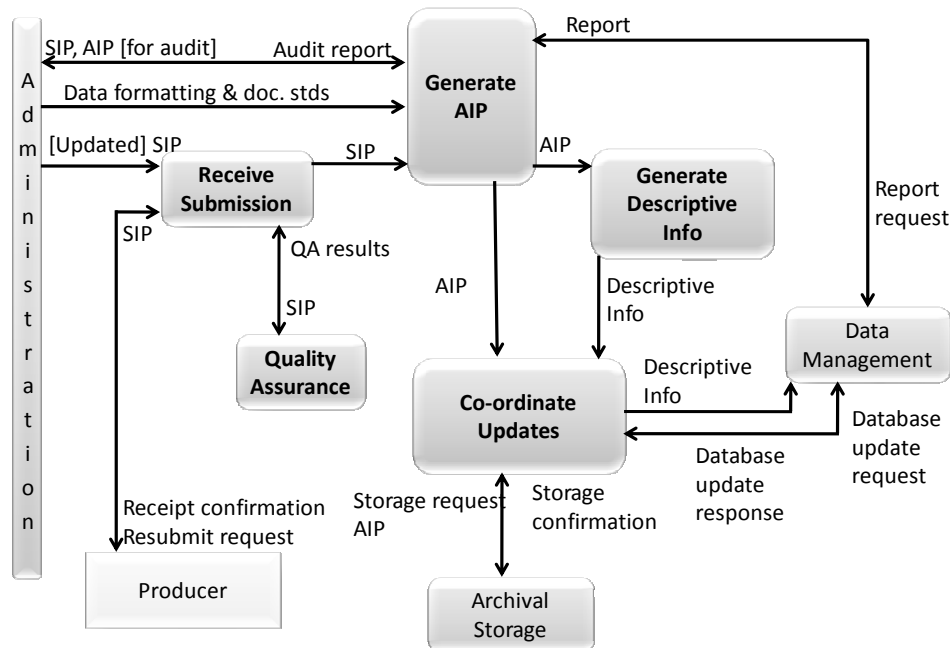 Administration
SIP, AIP [for audit]
Audit report
Data formatting & doc. stds
[Updated] SIP
Receive
Submission
SIP
SIP
QA results
SIP
Quality
Assurance
Receipt confirmation
Resubmit request
Producer
Generate
AIP
Report
AIP
Generate
Descriptive
Info
Report
request
AIP
Descriptive
Info
Data
Management
Co-ordinate
Updates
Descriptive
Info
Database
update
response
Database
update
request
Storage request
AIP
Storage
confirmation
Archival
Storage